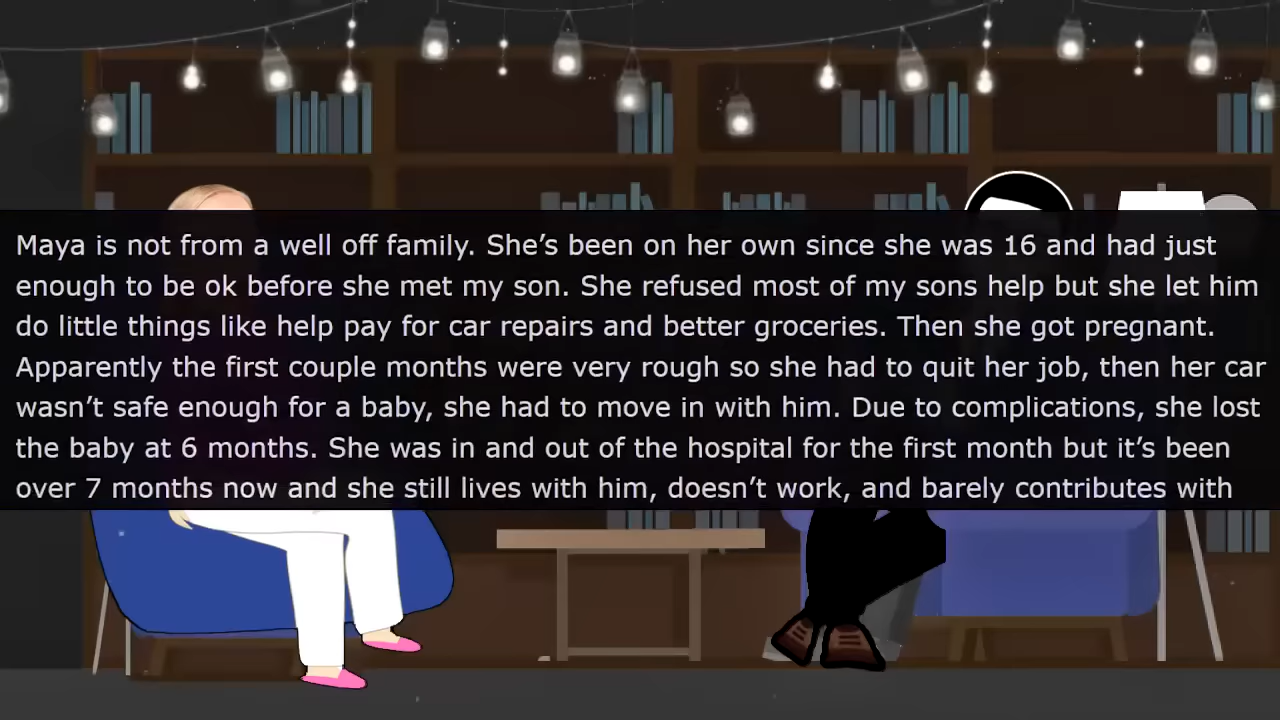 Maya is not from a well off family. She’s been on her own since she was 16 and had just
enough to be ok before she met my son. She refused most of my sons help but she let him
do little things like help pay for car repairs and better groceries. Then she got pregnant.
Apparently the first couple months were very rough so she had to quit her job, then her car
wasn’t safe enough for a baby, she had to move in with him. Due to complications, she lost
the baby at 6 months. She was in and out of the hospital for the first month but it’s been
over 7 months now and she still lives with him, doesn’t work, and barely contributes with